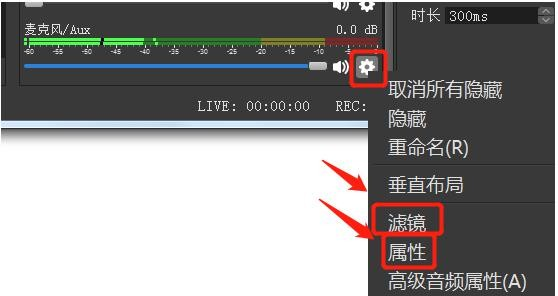 时长 300ms
麦克风/Aux 0.0 dB
-60 -55 -50 -45 -40 -35 -30 -25 -20 -15 -10 -5 0
LIVE: 00:00:00 REC:
取消所有隐藏
隐藏
重命名(R)
垂直布局
滤镜
属性
高级音频属性(A)